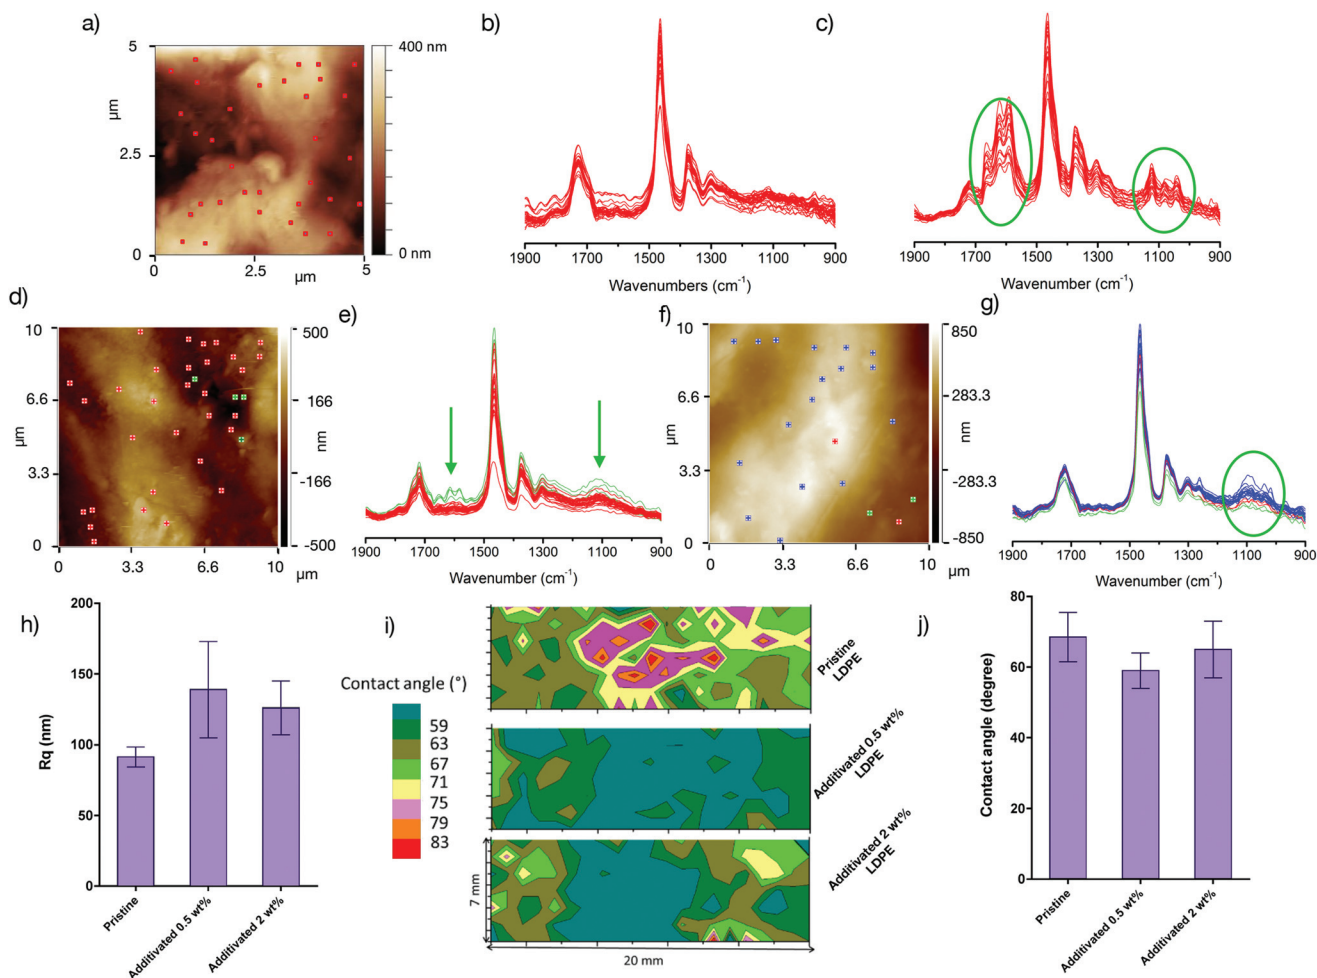 a)
5
400 nm
µm
2.5
0
0 nm
0
2.5
5
µm
b)
1900
1700
1500
1300
1100
900
Wavenumbers (cm⁻¹)
c)
1900
1700
1500
1300
1100
900
Wavenumber (cm⁻¹)
d)
10
500
6.6
166
µm
nm
3.3
-166
0
-500
0
3.3
6.6
10
µm
e)
1900
1700
1500
1300
1100
900
Wavenumber (cm⁻¹)
f)
10
850
6.6
283.3
µm
nm
3.3
-283.3
0
-850
0
3.3
6.6
10
µm
g)
1900
1700
1500
1300
1100
900
Wavenumber (cm⁻¹)
h)
200
150
100
50
0
Rq (nm)
Pristine
Additivated 0.5 wt%
Additivated 2 wt%
i)
Contact angle (°)
59
63
67
71
75
79
83
Pristine
LDPE
Additivated 0.5 wt%
LDPE
Additivated 2 wt%
LDPE
7 mm
20 mm
j)
80
60
40
20
0
Contact angle (degree)
Pristine
Additivated 0.5 wt%
Additivated 2 wt%